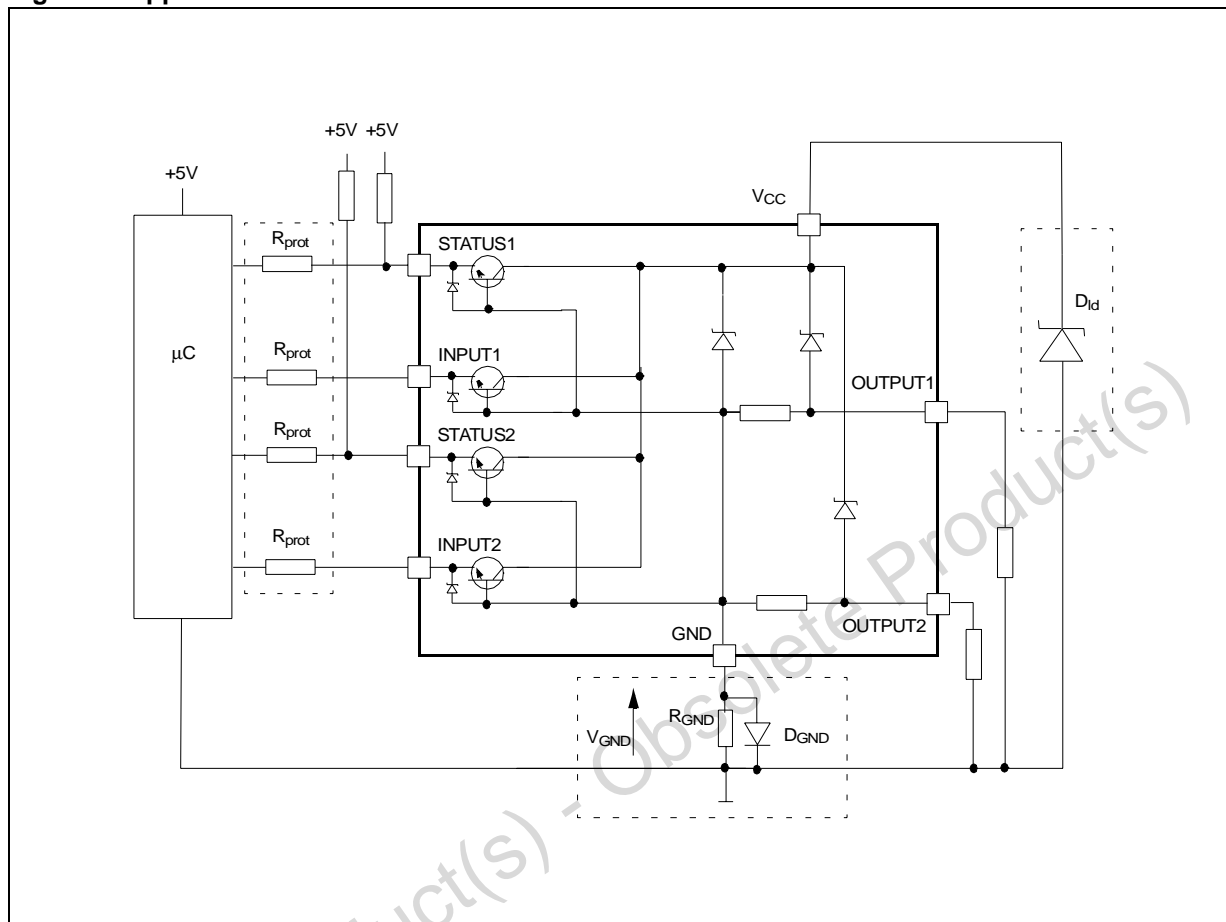 +5V +5V
+5V
VCC
Rprot
STATUS1
Dld
μC
Rprot
INPUT1
OUTPUT1
Rprot
STATUS2
Rprot
INPUT2
OUTPUT2
GND
RGND
VGND
DGND
duct(s) - Obsolete Product(s)